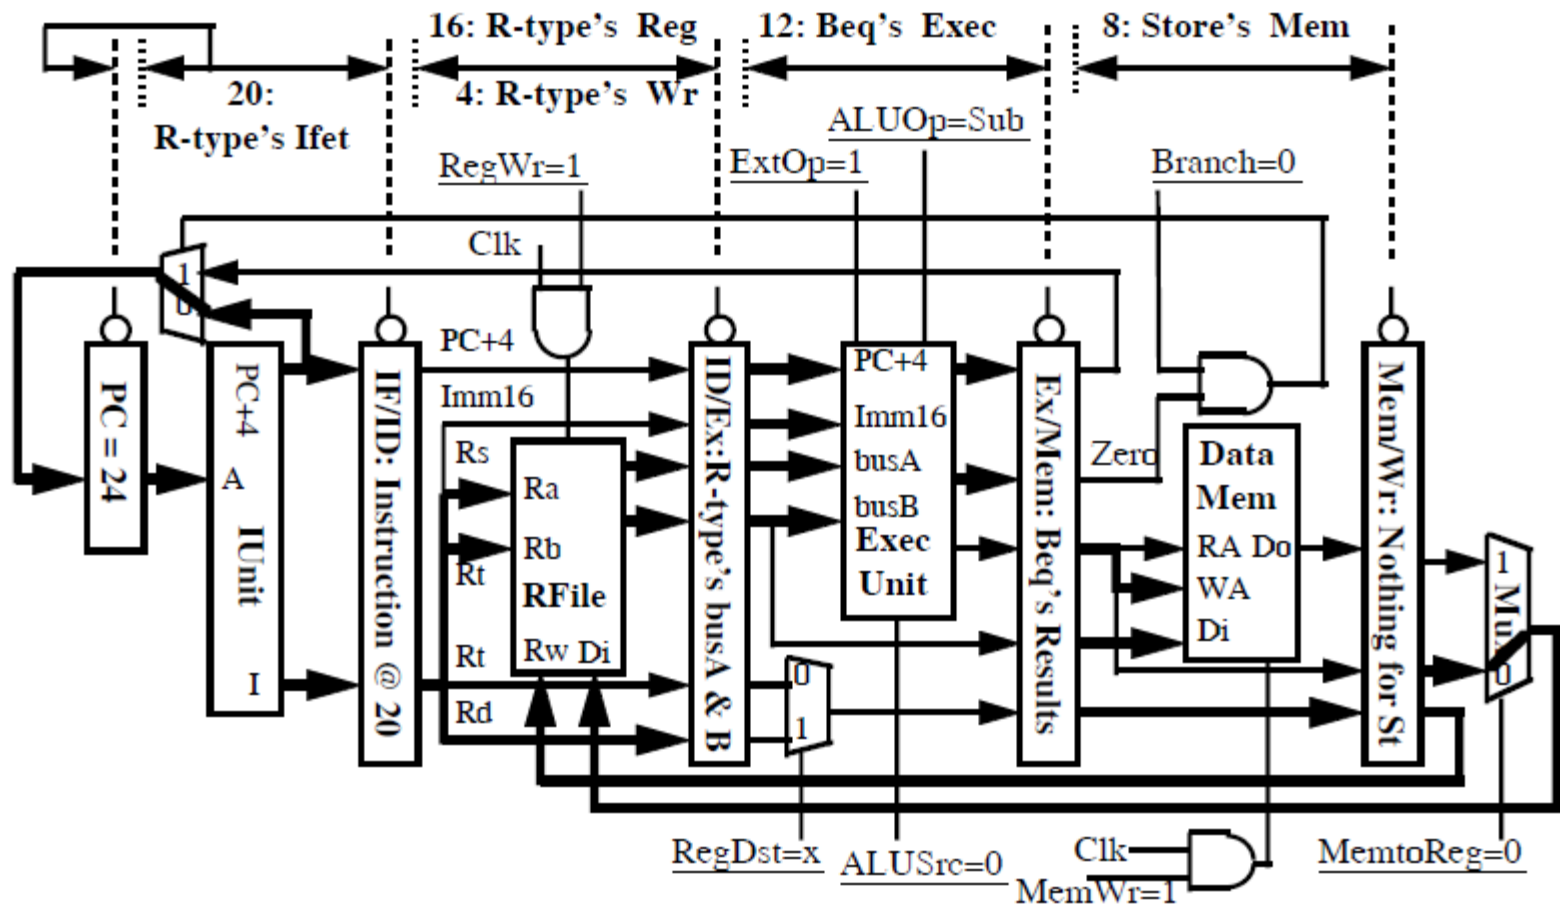 16: R-type's Reg
12: Beq's Exec
8: Store's Mem
20:
R-type's Ifet
4: R-type's Wr
ALUOp=Sub
RegWr=1
ExtOp=1
Branch=0
Clk
1
0
PC+4
Imm16
Rs
Rt
Rt
Rd
PC = 24
PC+4
A
IUnit
I
IF/ID: Instruction @ 20
Ra
Rb
RFile
Rw Di
ID/Ex:R-type's busA & B
PC+4
Imm16
busA
busB
Exec
Unit
0
1
Ex/Mem: Beq's Results
Zero
Data
Mem
RA Do
WA
Di
Mem/Wr: Nothing for St
1
Mux
0
RegDst=x
ALUSrc=0
Clk
MemWr=1
MemtoReg=0